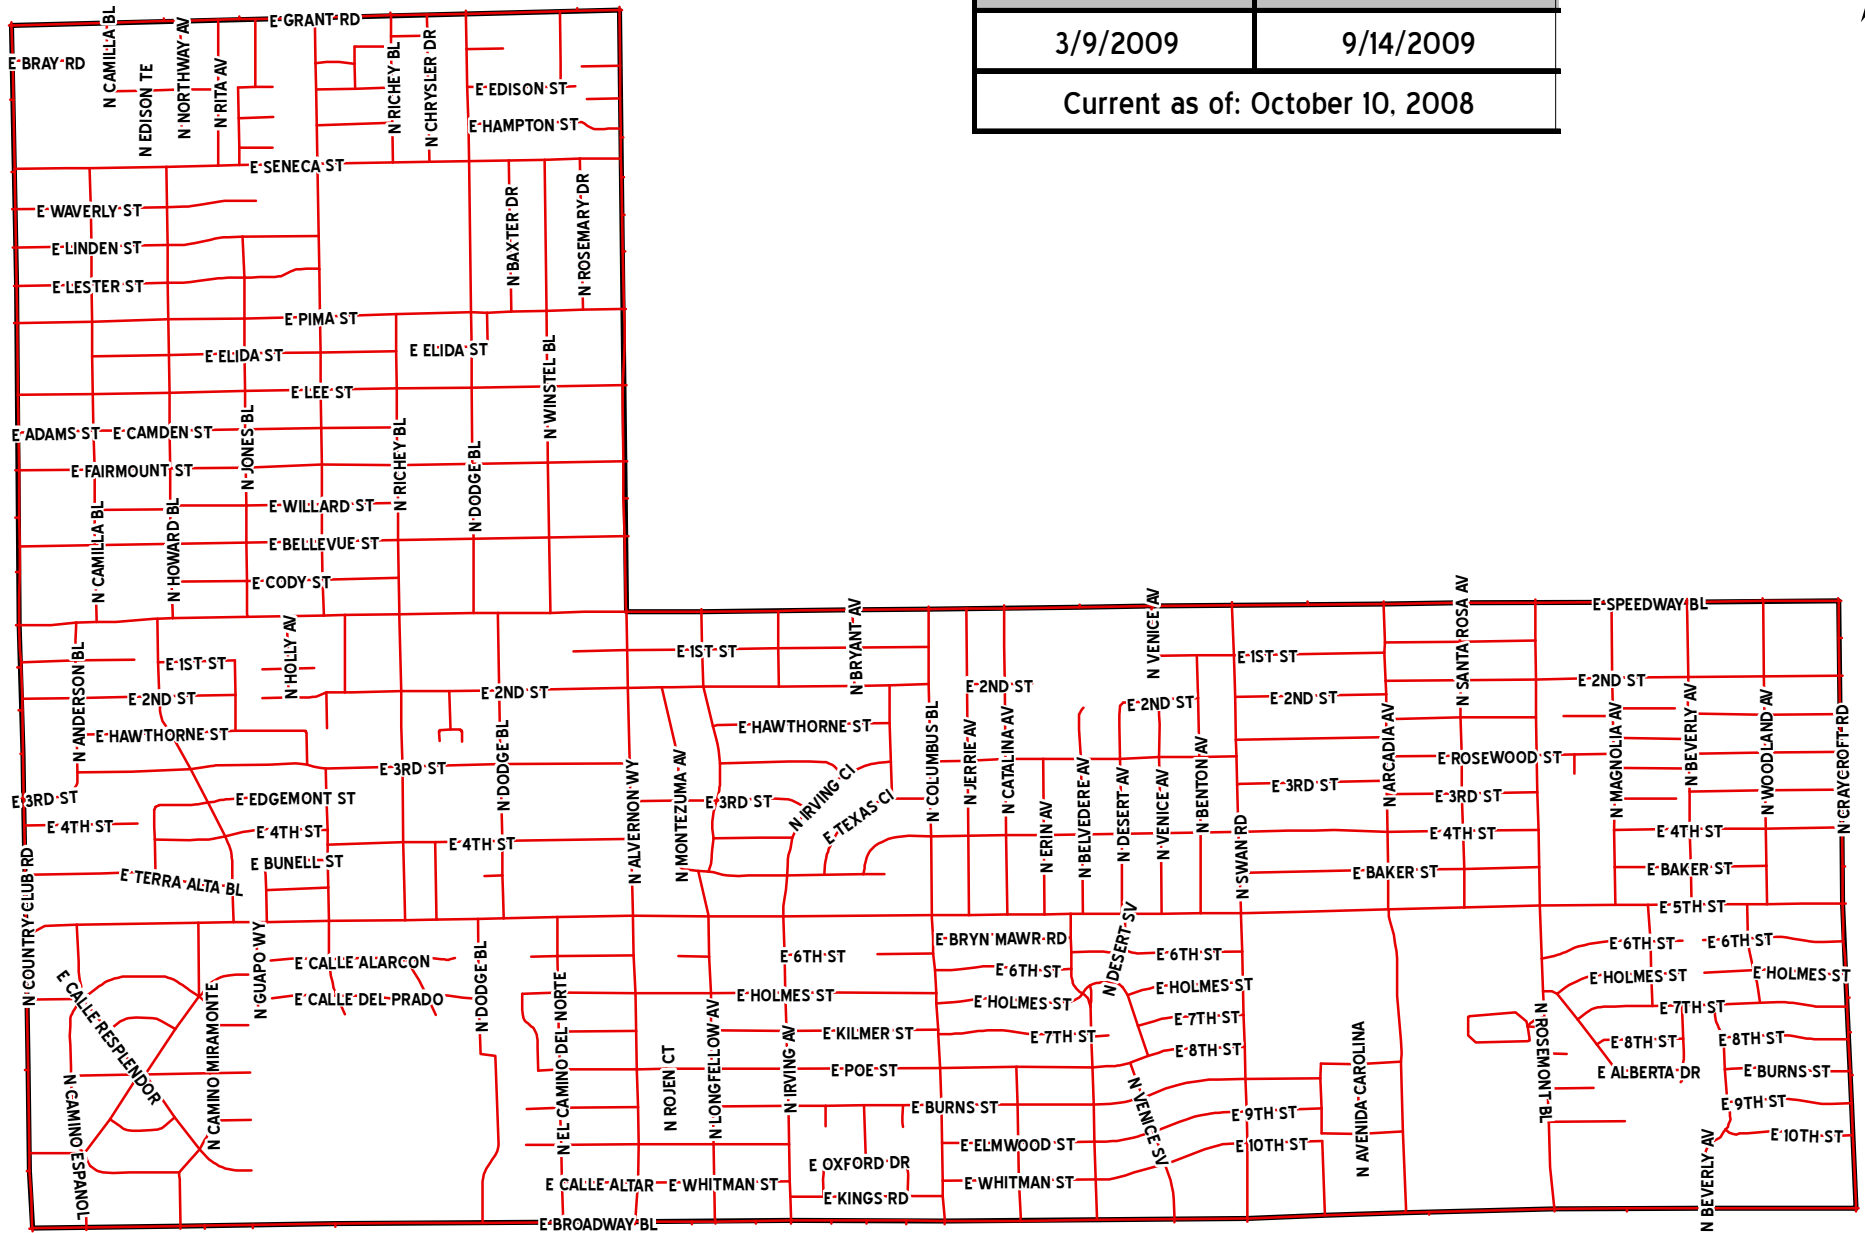 3/9/2009
9/14/2009
Current as of: October 10, 2008
E GRANT RD
E BRAY RD
N CAMILLA BL
N EDISON TE
N NORTHWAY AV
N RITA AV
N RICHEY BL
N CHRYSLER DR
E EDISON ST
E HAMPTON ST
E SENECA ST
E WAVERLY ST
E LINDEN ST
E LESTER ST
N BAXTER DR
N ROSEMARY DR
E PIMA ST
E ELIDA ST
E ELIDA ST
N WINSTEL BL
E LEE ST
E ADAMS ST
E CAMDEN ST
N JONES BL
N RICHEY BL
N DODGE BL
E FAIRMOUNT ST
E WILLARD ST
N CAMILLA BL
N HOWARD BL
E BELLEVUE ST
E CODY ST
E SPEEDWAY BL
N ANDERSON BL
E 1ST ST
N HOLLY AV
E 1ST ST
N BRYANT AV
N VENICE AV
E 1ST ST
N SANTA ROSA AV
E 2ND ST
E 2ND ST
E 2ND ST
E 2ND ST
E 2ND ST
E 2ND ST
E HAWTHORNE ST
E HAWTHORNE ST
N DODGE BL
N ALVERNON WY
N MONTEZUMA AV
N COLUMBUS BL
N JERRIE AV
N CATALINA AV
N ERIN AV
N BELVEDERE AV
N DESERT AV
N VENICE AV
N BENTON AV
N SWAN RD
N ARCADIA AV
E ROSEWOOD ST
N MAGNOLIA AV
N BEVERLY AV
N WOODLAND AV
N CRAYCROFT RD
E 3RD ST
E 3RD ST
E 3RD ST
E 3RD ST
E 3RD ST
N IRVING CI
E TEXAS CI
E EDGEMONT ST
E 4TH ST
E 4TH ST
E 4TH ST
E 4TH ST
E 4TH ST
E BUNELL ST
E TERRA ALTA BL
E BAKER ST
E BAKER ST
E 5TH ST
N COUNTRY CLUB RD
N GUAPO WY
E CALLE ALARCON
E CALLE DEL PRADO
N DODGE BL
E CALLE RESPLENDOR
N CAMINO MIRAMONTE
N CAMINO ESPANOL
N EL CAMINO DEL NORTE
N ROJEN CT
N LONGFELLOW AV
N IRVING AV
E 6TH ST
E BRYN MAWR RD
E 6TH ST
N DESERT SV
E 6TH ST
E 6TH ST
E 6TH ST
E HOLMES ST
E HOLMES ST
E HOLMES ST
E HOLMES ST
E HOLMES ST
E KILMER ST
E 7TH ST
E 7TH ST
E 7TH ST
E POE ST
E 8TH ST
E 8TH ST
E 8TH ST
E ALBERTA DR
E BURNS ST
E BURNS ST
N VENICE SV
E 9TH ST
E 9TH ST
N AVENIDA CAROLINA
N ROSEMONT BL
E ELMWOOD ST
E 10TH ST
E 10TH ST
E OXFORD DR
E CALLE ALTAR
E WHITMAN ST
E WHITMAN ST
E KINGS RD
N BEVERLY AV
E BROADWAY BL